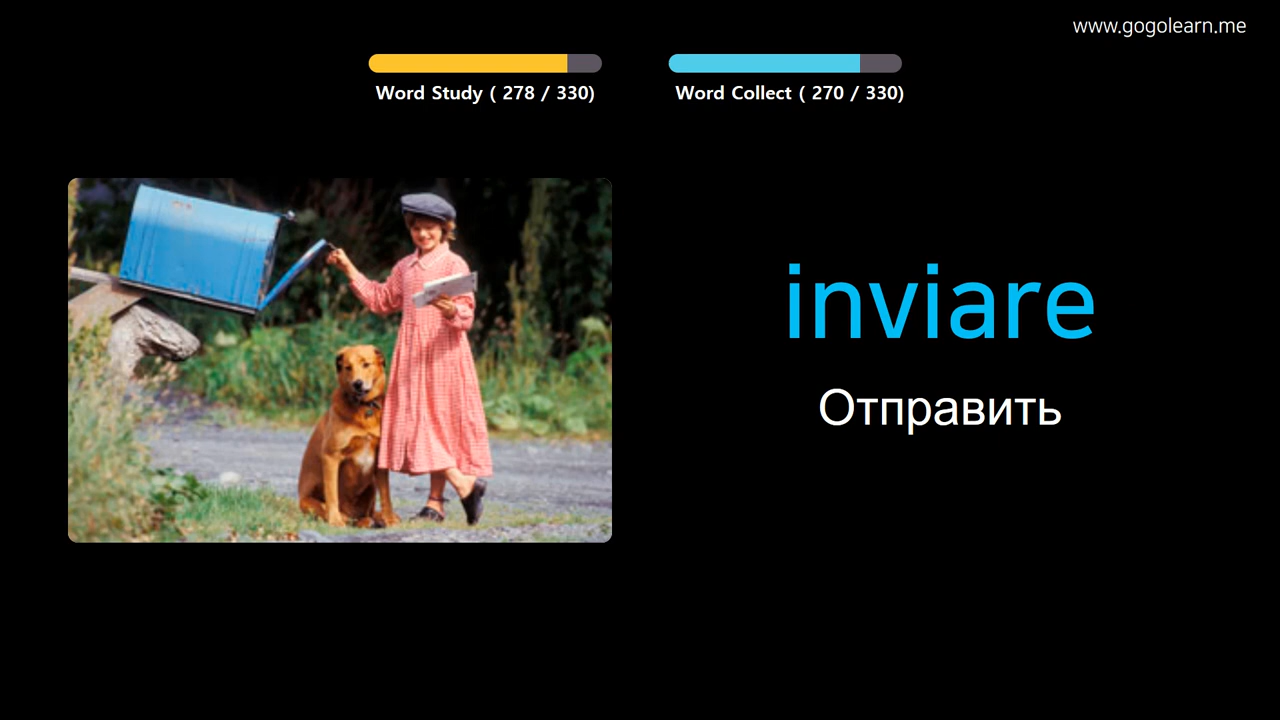 www.gogolearn.me
Word Study ( 278 / 330)
Word Collect ( 270 / 330)
inviare
Отправить